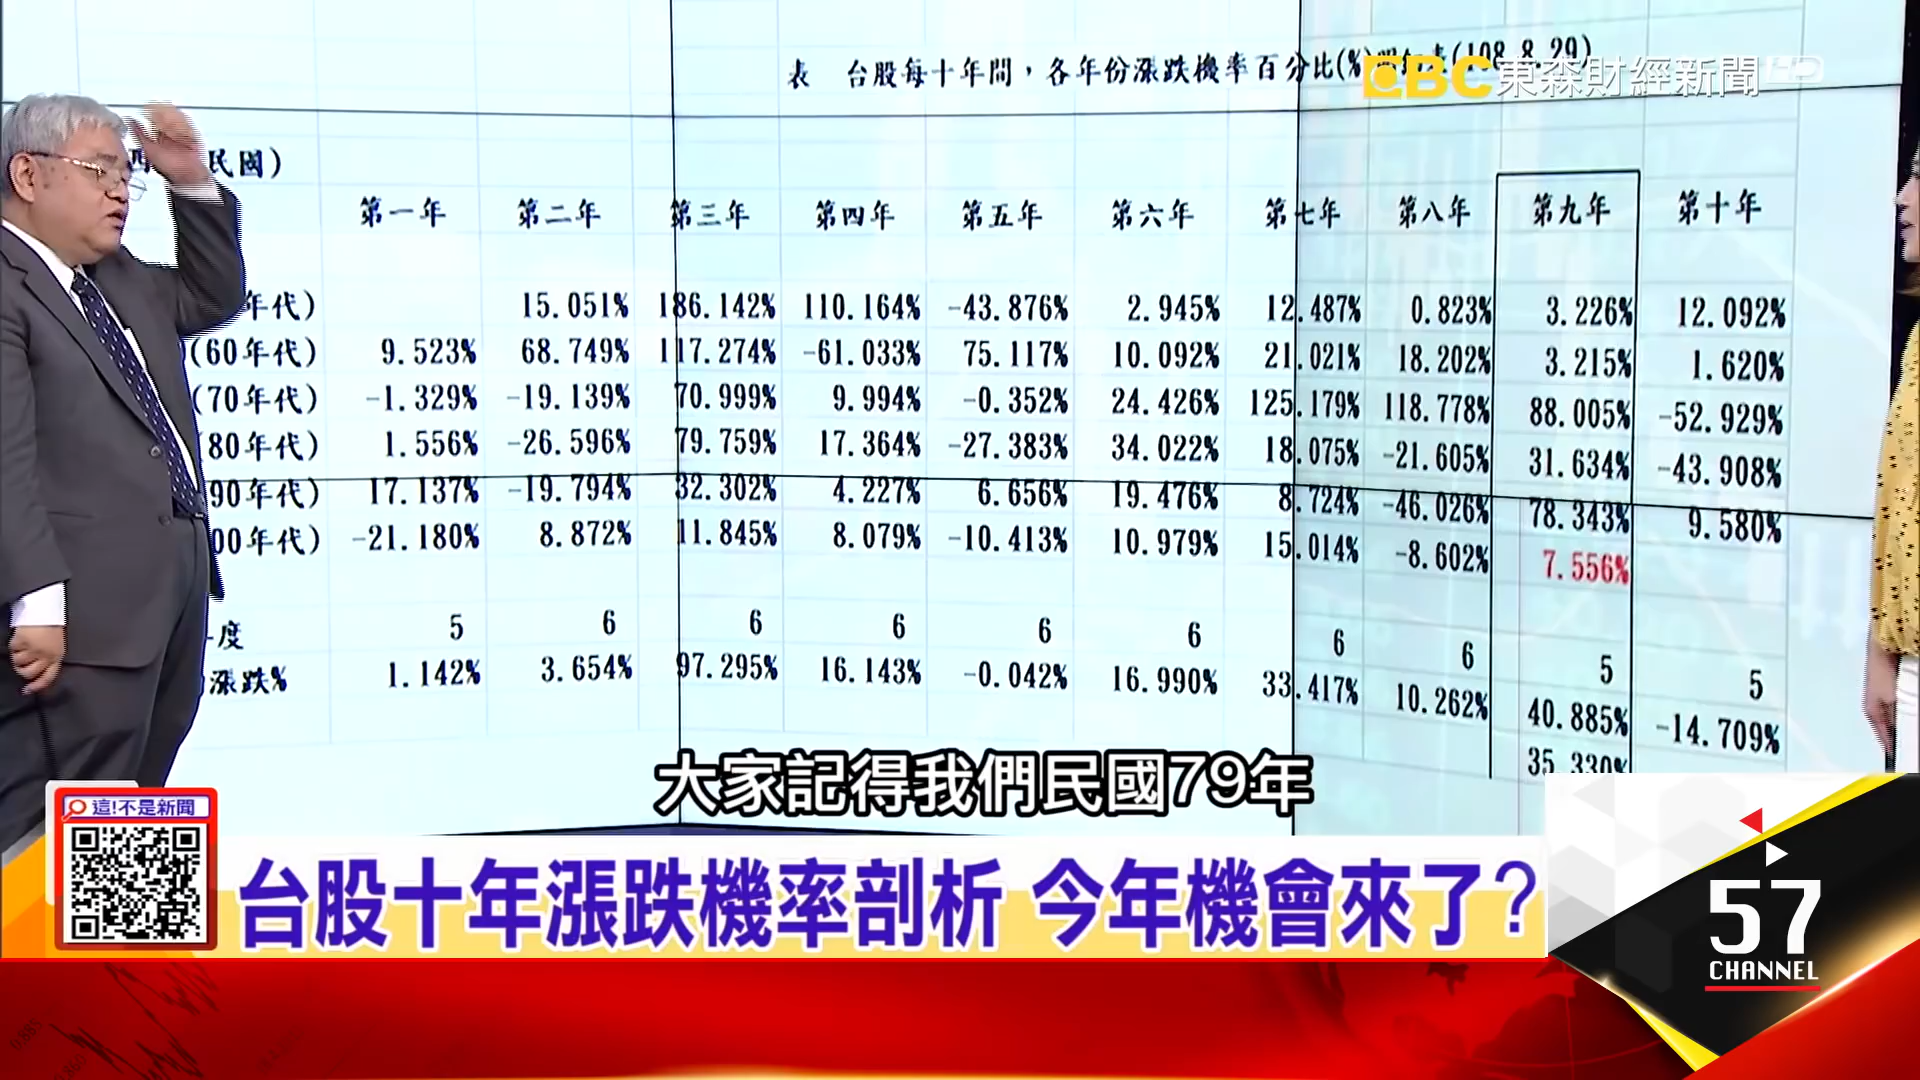 表 台股每十年間，各年份漲跌機率百分比(%)
(108.8.29)
EBC 東森財經新聞 HD
民國)
第一年 第二年 第三年 第四年 第五年 第六年 第七年 第八年 第九年 第十年
年代) 15.051% 186.142% 110.164% -43.876% 2.945% 12.487% 0.823% 3.226% 12.092%
(60年代) 9.523% 68.749% 117.274% -61.033% 75.117% 10.092% 21.021% 18.202% 3.215% 1.620%
(70年代) -1.329% -19.139% 70.999% 9.994% -0.352% 24.426% 125.179% 118.778% 88.005% -52.929%
(80年代) 1.556% -26.596% 79.759% 17.364% -27.383% 34.022% 18.075% -21.605% 31.634% -43.908%
90年代) 17.137% -19.794% 32.302% 4.227% 6.656% 19.476% 8.724% -46.026% 78.343% 9.580%
00年代) -21.180% 8.872% 11.845% 8.079% -10.413% 10.979% 15.014% -8.602% 7.556%
度 5 6 6 6 6 6 6 6 5 5
漲跌% 1.142% 3.654% 97.295% 16.143% -0.042% 16.990% 33.417% 10.262% 40.885% -14.709%
35.330%
大家記得我們民國79年
這!不是新聞
台股十年漲跌機率剖析 今年機會來了?
57
CHANNEL